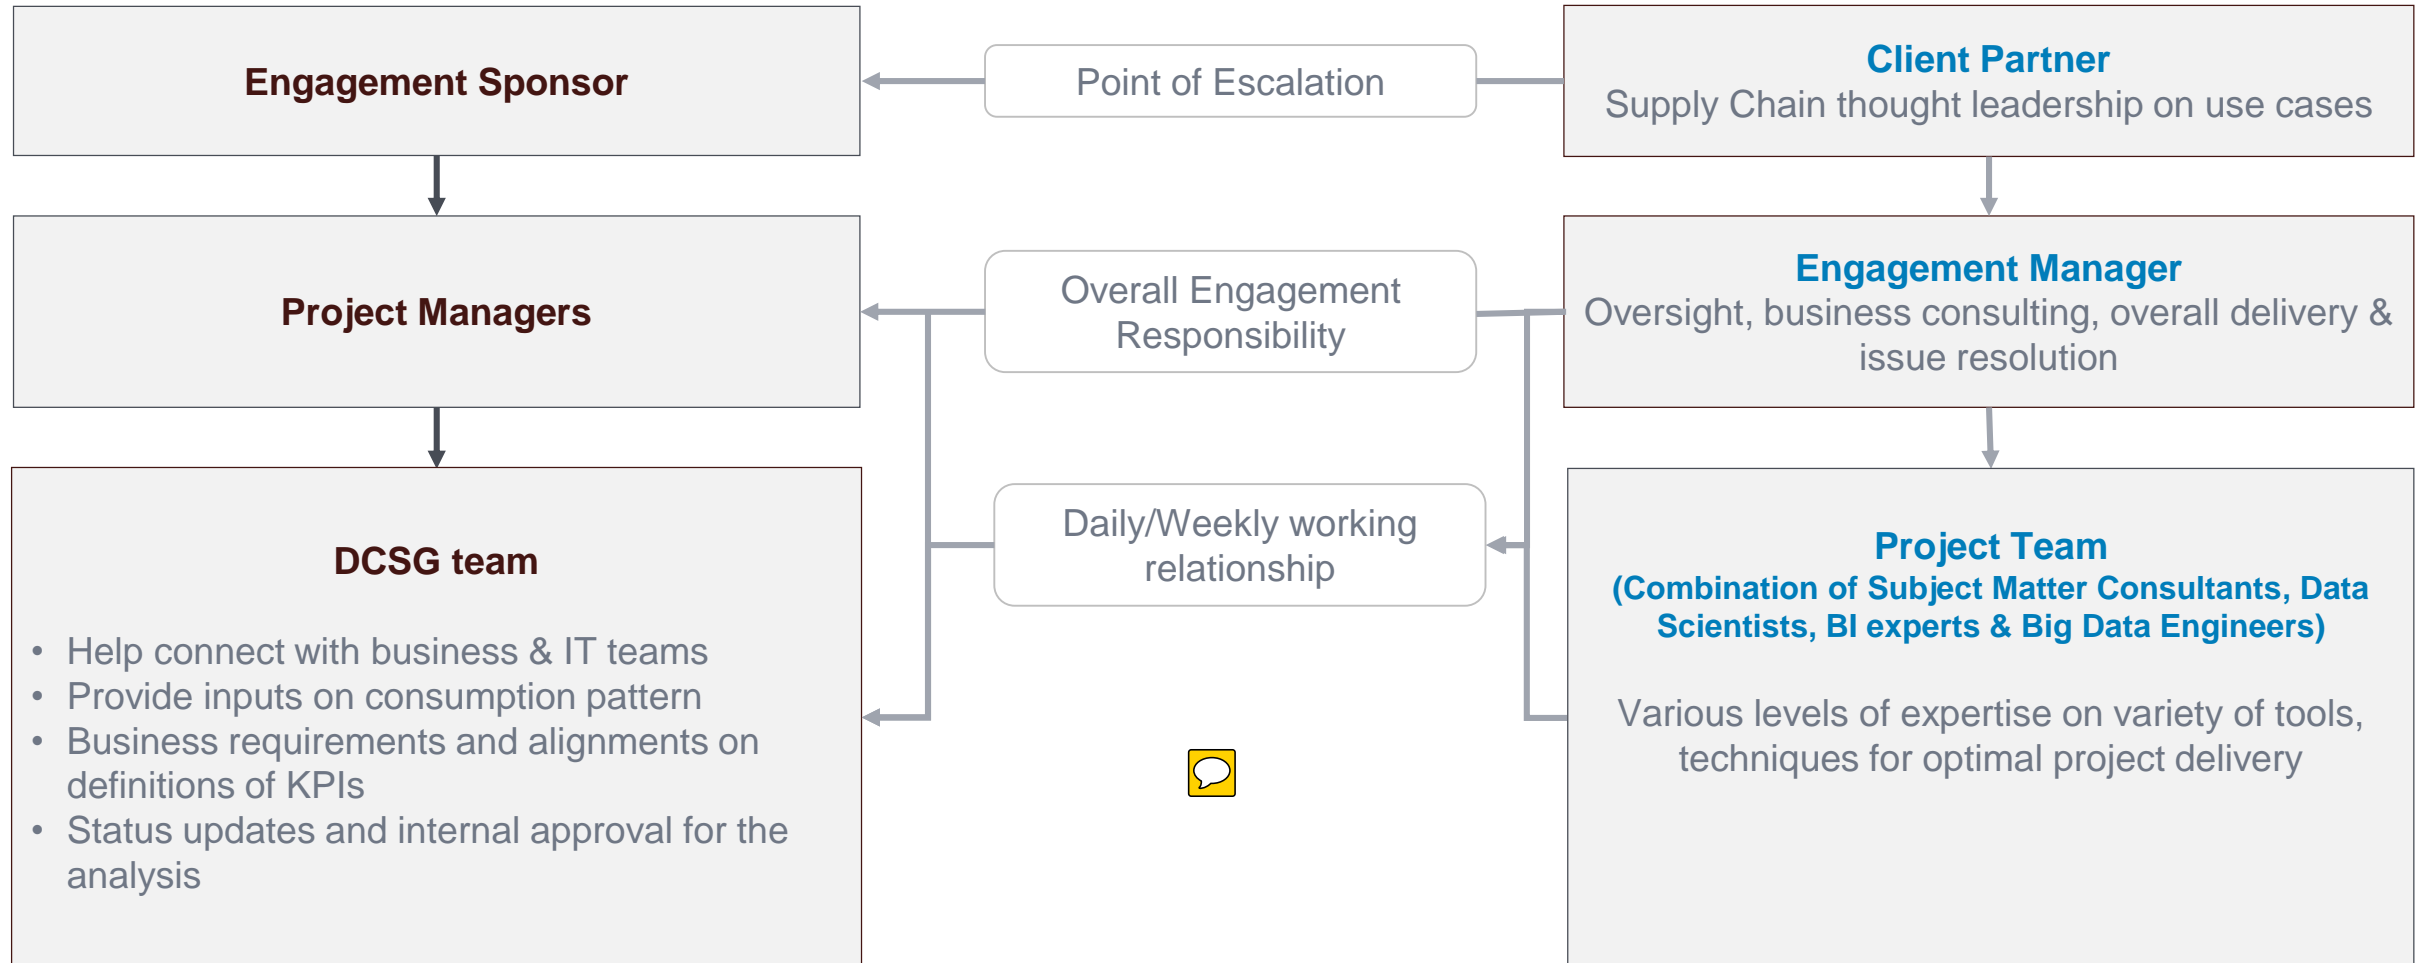 Engagement Sponsor
Point of Escalation
Client Partner
Supply Chain thought leadership on use cases
Project Managers
Overall Engagement
Responsibility
Engagement Manager
Oversight, business consulting, overall delivery &
issue resolution
DCSG team
• Help connect with business & IT teams
• Provide inputs on consumption pattern
• Business requirements and alignments on
definitions of KPIs
• Status updates and internal approval for the
analysis
Daily/Weekly working
relationship
Project Team
(Combination of Subject Matter Consultants, Data
Scientists, BI experts & Big Data Engineers)
Various levels of expertise on variety of tools,
techniques for optimal project delivery